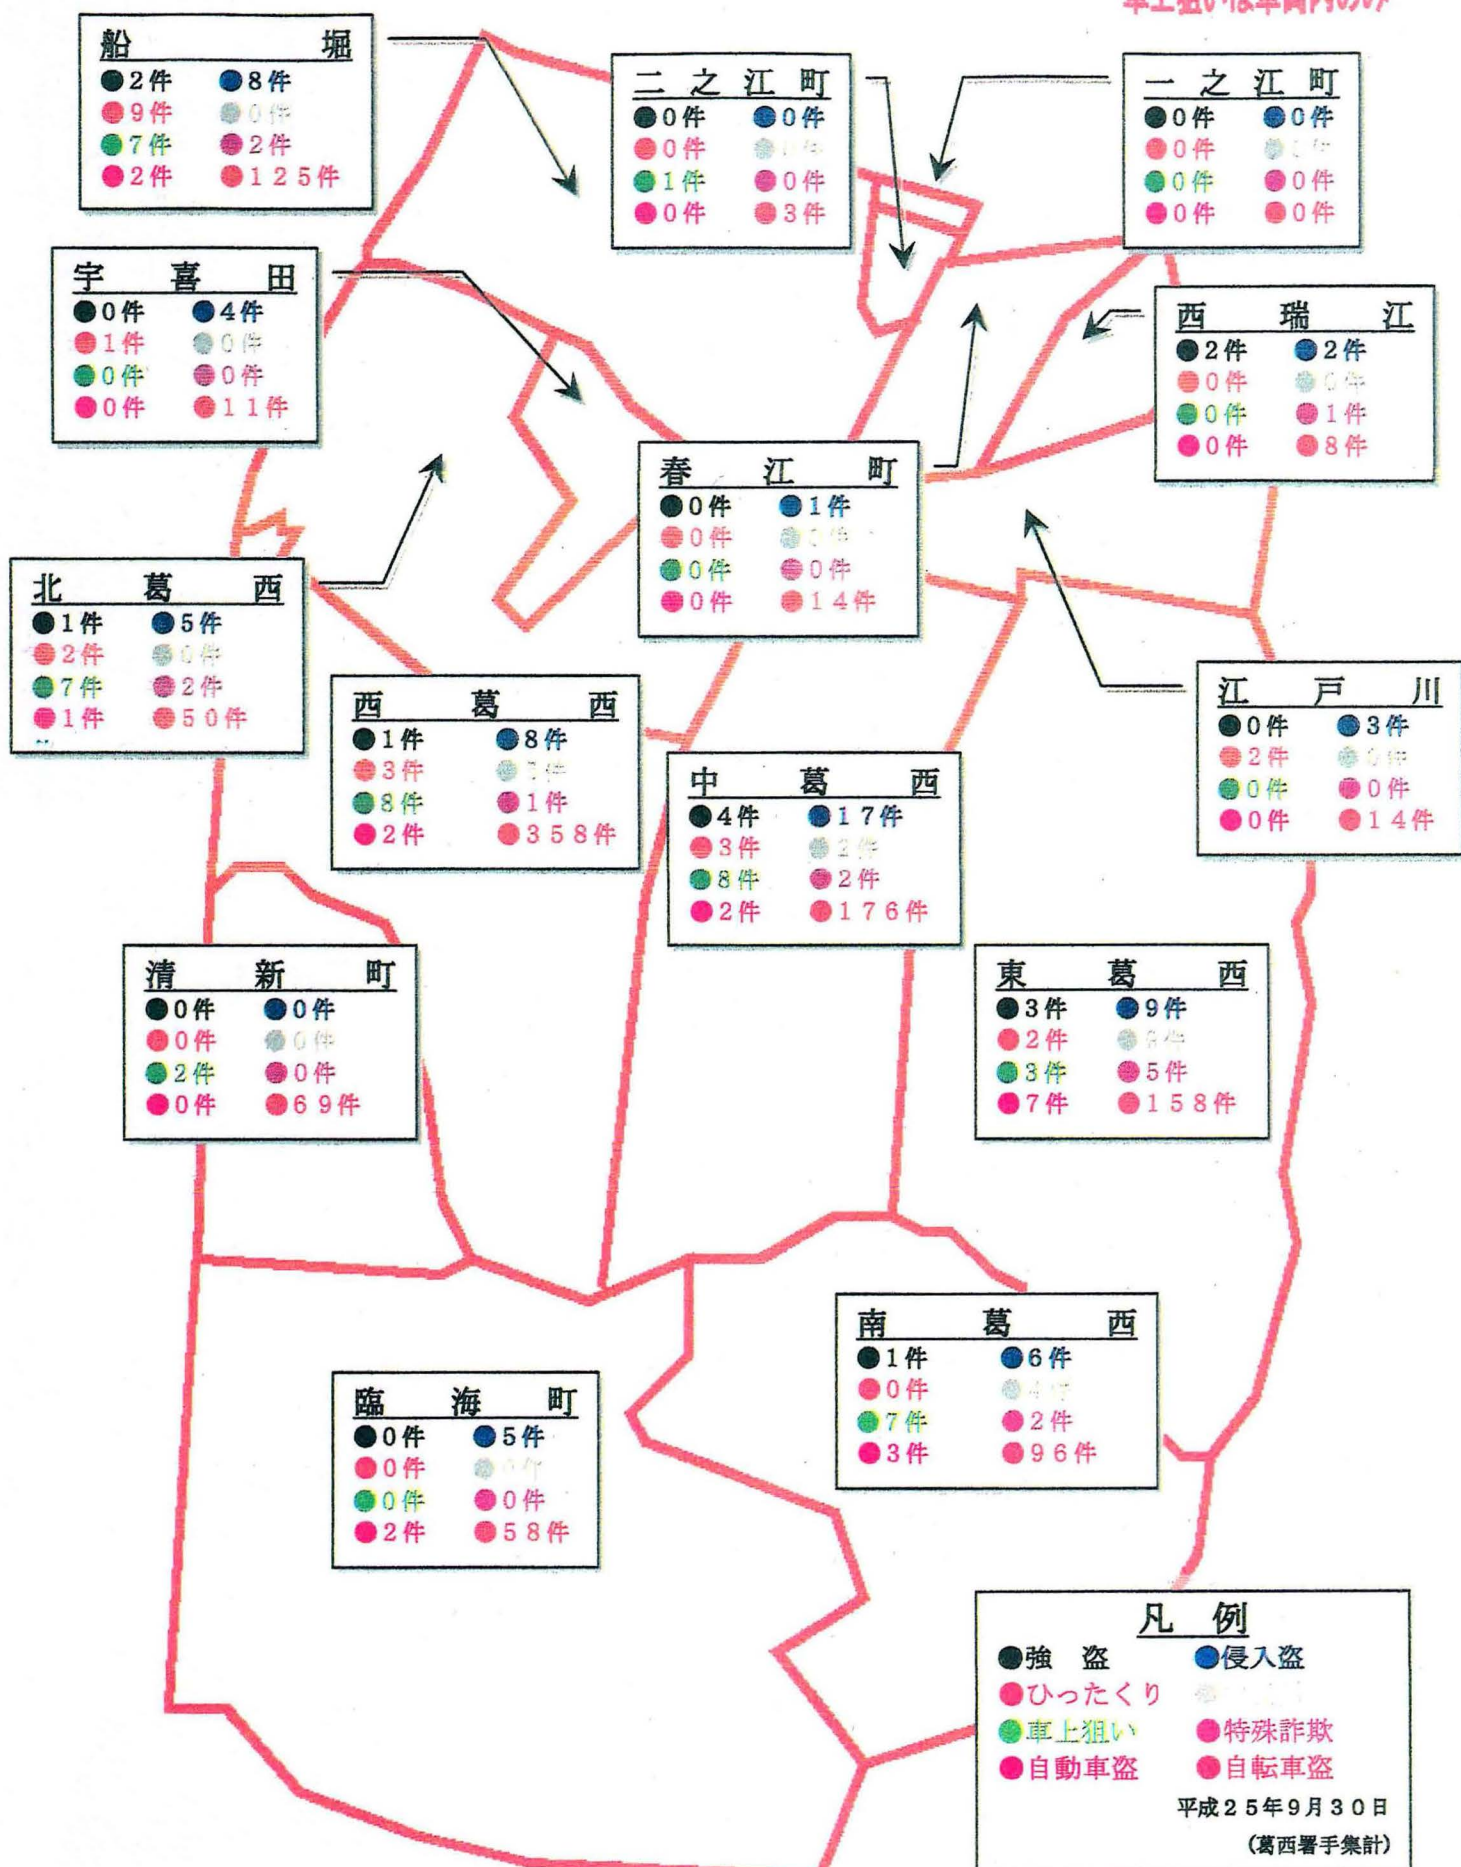 車上狙いは車両内のみ
船堀
●2件 ●8件
●9件 ●0件
●7件 ●2件
●2件 ●125件
二之江町
●0件 ●0件
●0件
●1件 ●0件
●0件 ●3件
一之江町
●0件 ●0件
●0件
●0件 ●0件
●0件 ●0件
宇喜田
●0件 ●4件
●1件 ●0件
●0件 ●0件
●0件 ●11件
西瑞江
●2件 ●2件
●0件 ●0件
●0件 ●1件
●0件 ●8件
春江町
●0件 ●1件
●0件 ●0件
●0件 ●0件
●0件 ●14件
北葛西
●1件 ●5件
●2件 ●0件
●7件 ●2件
●1件 ●50件
西葛西
●1件 ●8件
●3件
●8件 ●1件
●2件 ●358件
江戸川
●0件 ●3件
●2件 ●0件
●0件 ●0件
●0件 ●14件
中葛西
●4件 ●17件
●3件 ●2件
●8件 ●2件
●2件 ●176件
清新町
●0件 ●0件
●0件 ●0件
●2件 ●0件
●0件 ●69件
東葛西
●3件 ●9件
●2件
●3件 ●5件
●7件 ●158件
南葛西
●1件 ●6件
●0件
●7件 ●2件
●3件 ●96件
臨海町
●0件 ●5件
●0件
●0件 ●0件
●2件 ●58件
凡例
●強盗 ●侵入盗
●ひったくり
●車上狙い ●特殊詐欺
●自動車盗 ●自転車盗
平成25年9月30日
(葛西署手集計)